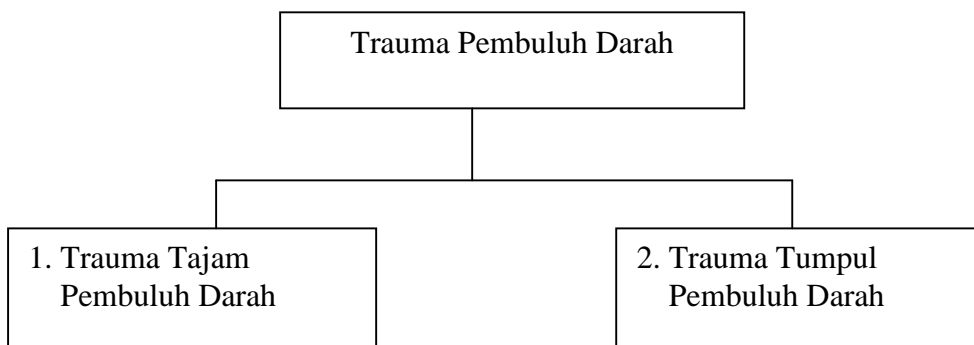 Trauma Pembuluh Darah
1. Trauma Tajam
Pembuluh Darah
2. Trauma Tumpul
Pembuluh Darah